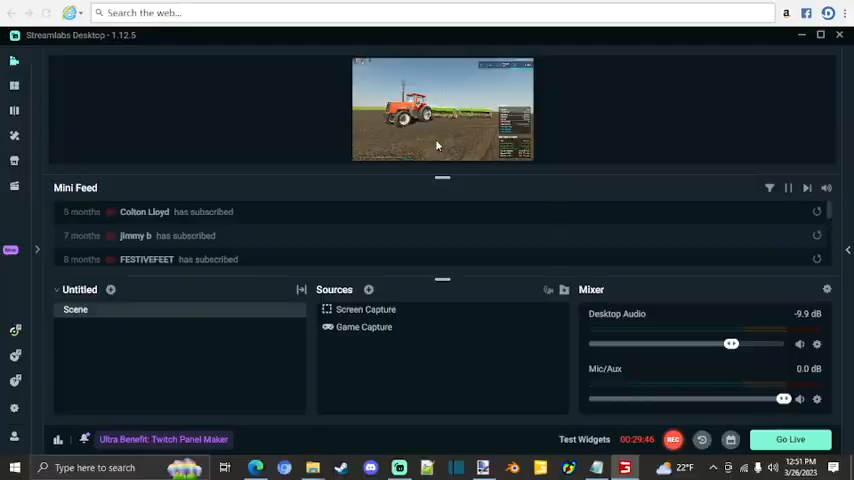 Search the web...
Streamlabs Desktop - 1.12.5
Mini Feed
5 months Colton Lloyd has subscribed
7 months jimmy b has subscribed
8 months FESTIVEFEET has subscribed
Untitled
Scene
Sources
Screen Capture
Game Capture
Mixer
Desktop Audio -9.9 dB
Mic/Aux 0.0 dB
Ultra Benefit: Twitch Panel Maker
Test Widgets 00:29:46 REC Go Live
Type here to search
22°F
12:51 PM
3/26/2023